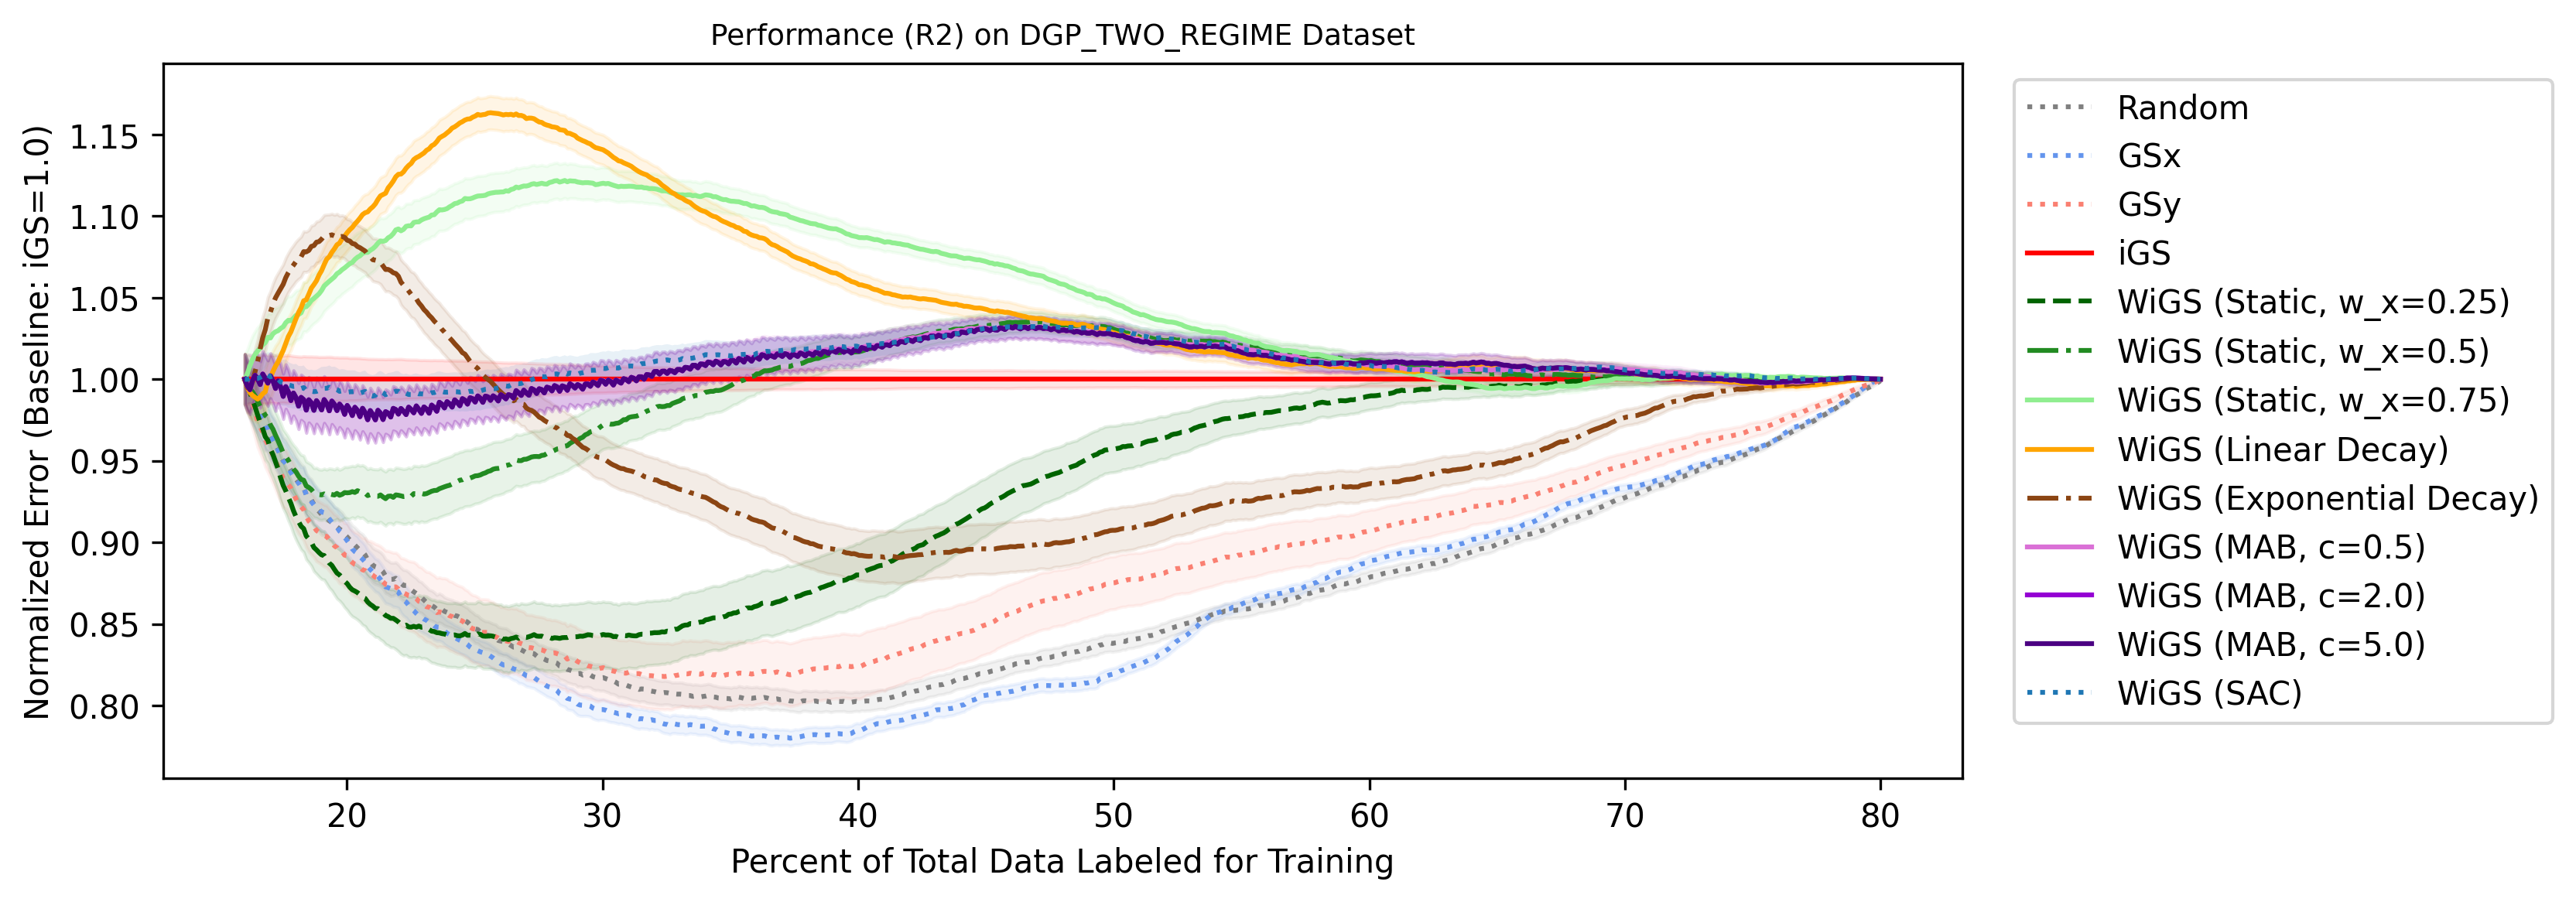 Performance (R2) on DGP_TWO_REGIME Dataset
Normalized Error (Baseline: iGS=1.0)
1.15
1.10
1.05
1.00
0.95
0.90
0.85
0.80
20 30 40 50 60 70 80
Percent of Total Data Labeled for Training
Random
GSx
GSy
iGS
WiGS (Static, w_x=0.25)
WiGS (Static, w_x=0.5)
WiGS (Static, w_x=0.75)
WiGS (Linear Decay)
WiGS (Exponential Decay)
WiGS (MAB, c=0.5)
WiGS (MAB, c=2.0)
WiGS (MAB, c=5.0)
WiGS (SAC)